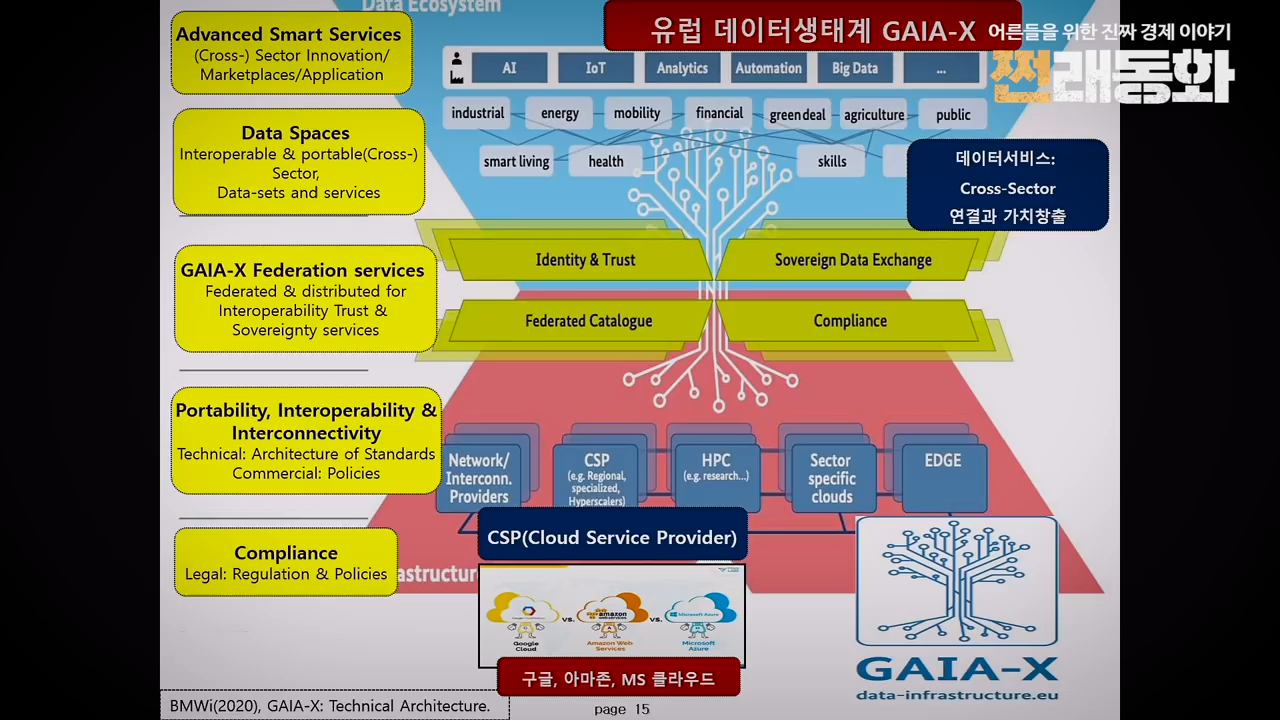 Data Ecosystem
유럽 데이터생태계 GAIA-X
어른들을 위한 진짜 경제 이야기
쩐래동화
Advanced Smart Services
(Cross-) Sector Innovation/
Marketplaces/Application
AI IoT Analytics Automation Big Data ...
industrial energy mobility financial green deal agriculture public
smart living health skills
Data Spaces
Interoperable & portable(Cross-)
Sector,
Data-sets and services
데이터서비스:
Cross-Sector
연결과 가치창출
GAIA-X Federation services
Federated & distributed for
Interoperability Trust &
Sovereignty services
Identity & Trust Sovereign Data Exchange
Federated Catalogue Compliance
Portability, Interoperability &
Interconnectivity
Technical: Architecture of Standards
Commercial: Policies
Network/
Interconn.
Providers
CSP
(e.g. Regional,
specialized,
Hyperscalers)
HPC
(e.g. research...)
Sector
specific
clouds
EDGE
CSP(Cloud Service Provider)
Compliance
Legal: Regulation & Policies
astructur
amazon
webservices
Microsoft Azure
vs. vs.
Google
Cloud
Amazon Web
Services
Microsoft
Azure
구글, 아마존, MS 클라우드
GAIA-X
data-infrastructure.eu
BMWi(2020), GAIA-X: Technical Architecture.
page 15